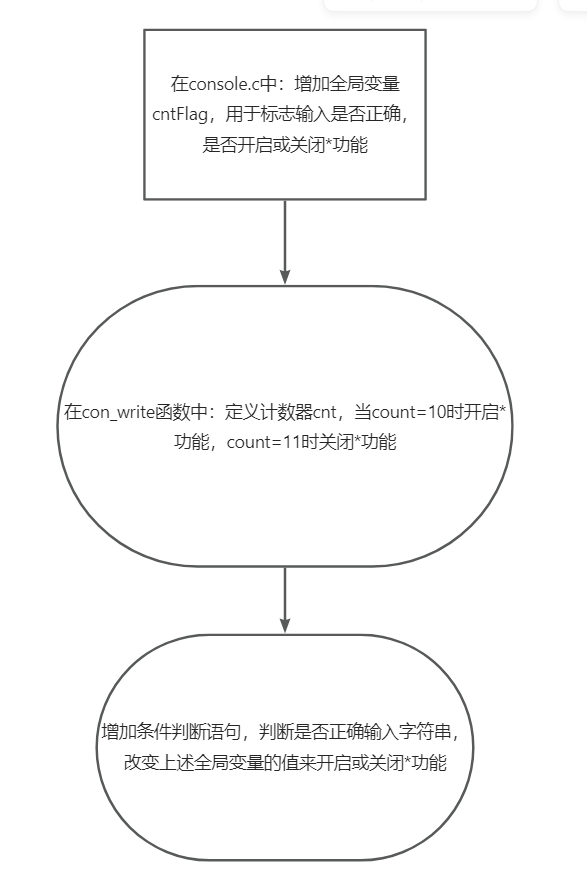 在console.c中：增加全局变量
cntFlag，用于标志输入是否正确，
是否开启或关闭*功能
在con_write函数中：定义计数器cnt，当count=10时开启*
功能，count=11时关闭*功能
增加条件判断语句，判断是否正确输入字符串，
改变上述全局变量的值来开启或关闭*功能